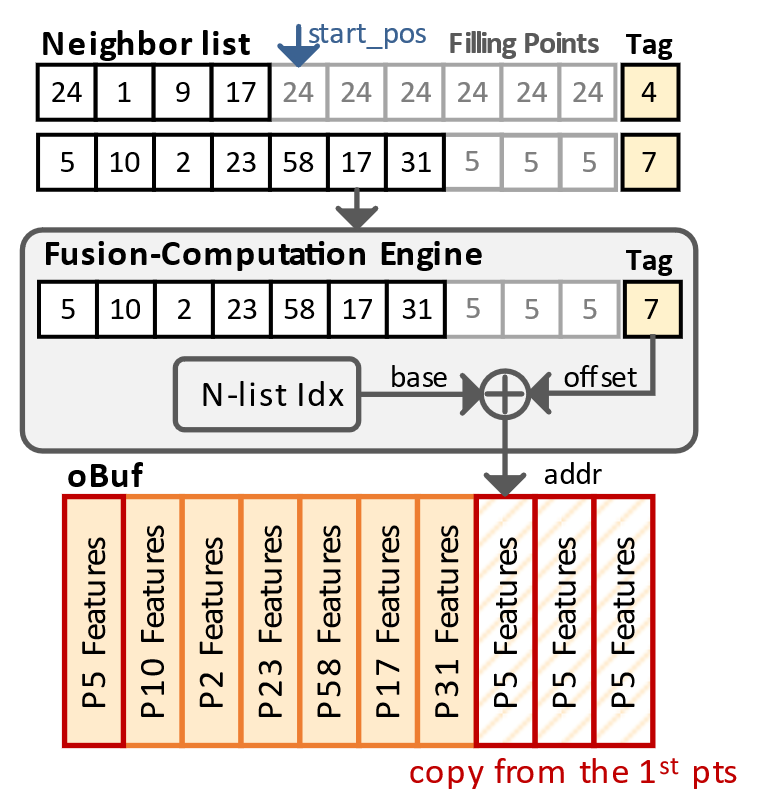 start_pos
Neighbor list Filling Points Tag
24 1 9 17 24 24 24 24 24 24 4
5 10 2 23 58 17 31 5 5 5 7
Fusion-Computation Engine Tag
5 10 2 23 58 17 31 5 5 5 7
N-list Idx base offset
oBuf addr
P5 Features
P10 Features
P2 Features
P23 Features
P58 Features
P17 Features
P31 Features
P5 Features
P5 Features
P5 Features
copy from the 1st pts